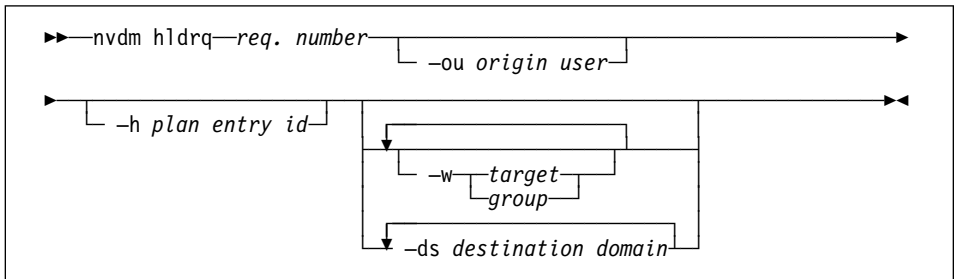 nvdm hldrq req. number
–ou origin user
–h plan entry id
–w target
group
–ds destination domain